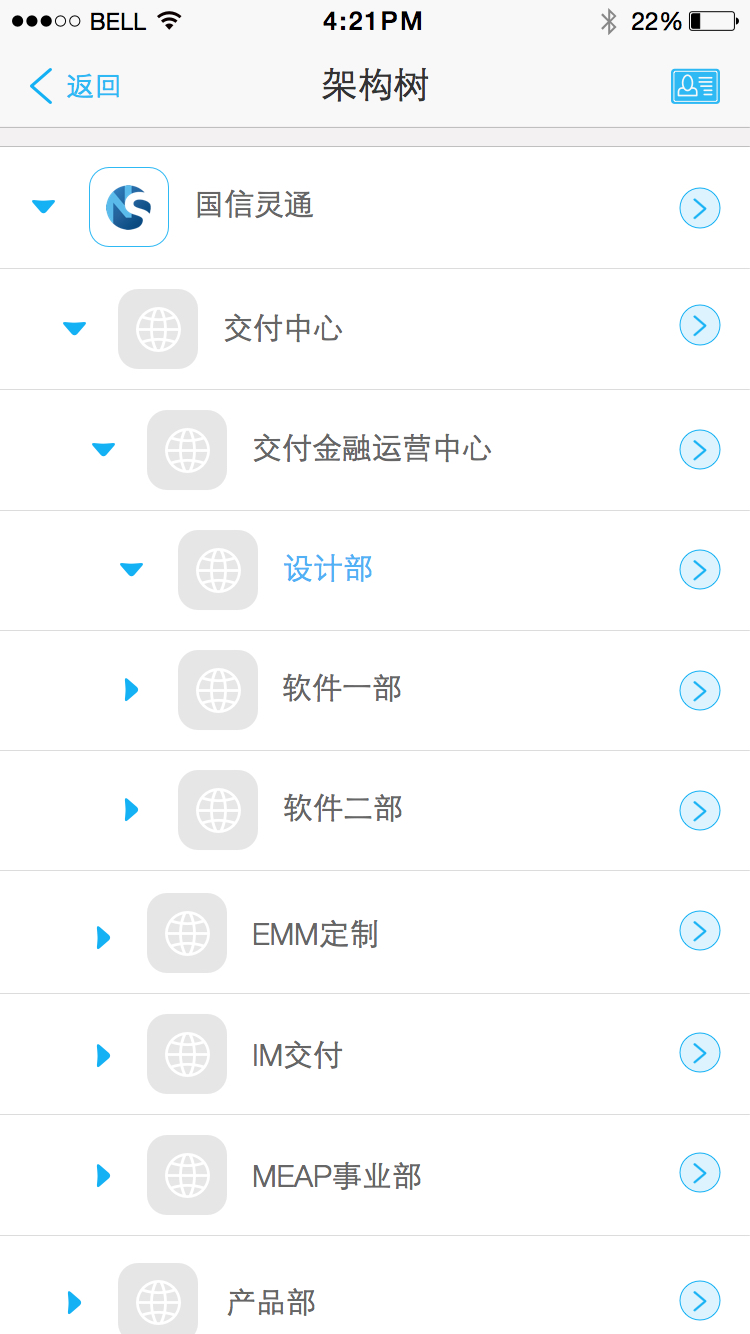 BELL 4:21PM 22%
返回 架构树
国信灵通
交付中心
交付金融运营中心
设计部
软件一部
软件二部
EMM定制
IM交付
MEAP事业部
产品部